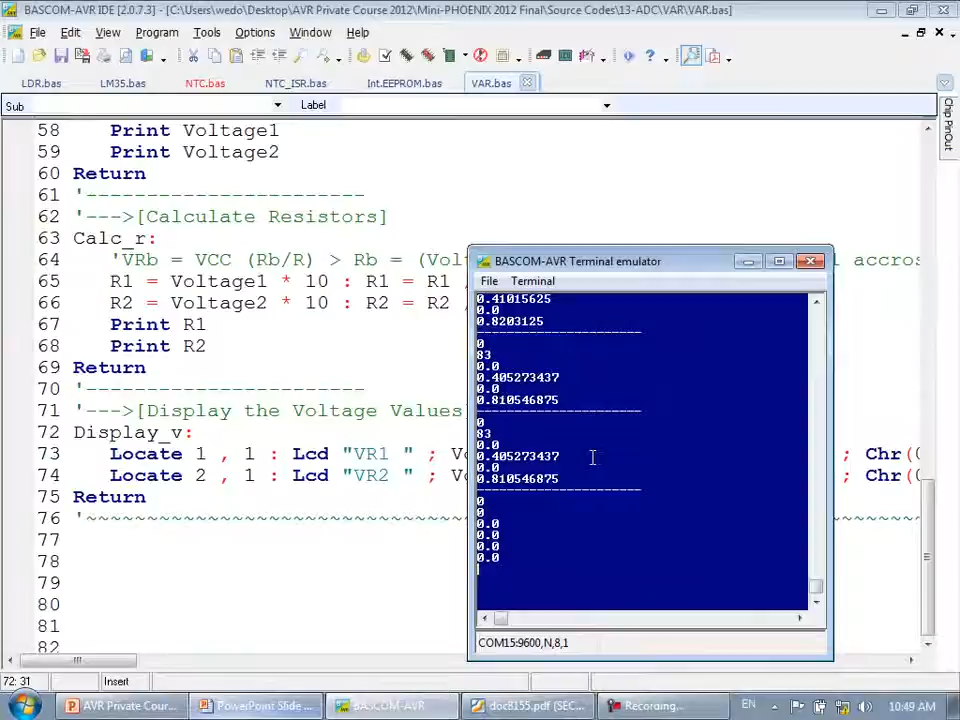 BASCOM-AVR IDE [2.0.7.3] - [C:\Users\wedo\Desktop\AVR Private Course 2012\Mini-PHOENIX 2012 Final\Source Codes\13-ADC\VAR\VAR.bas]
File Edit View Program Tools Options Window Help
LDR.bas LM35.bas NTC.bas NTC_ISR.bas Int.EEPROM.bas VAR.bas
Sub Label
Chip PinOut
58 Print Voltage1
59 Print Voltage2
60 Return
61 '-----------------------
62 '--->[Calculate Resistors]
63 Calc_r:
64 'VRb = VCC (Rb/R) > Rb = (Vol accros
65 R1 = Voltage1 * 10 : R1 = R1
66 R2 = Voltage2 * 10 : R2 = R2
67 Print R1
68 Print R2
69 Return
70 '-----------------------
71 '--->[Display the Voltage Values
72 Display_v:
73 Locate 1 , 1 : Lcd "VR1 " ; Vo ; Chr(
74 Locate 2 , 1 : Lcd "VR2 " ; Vo ; Chr(
75 Return
76 '~~~~~~~~~~~~~~~~~~~~~~~~~~~~~~~~
77
78
79
80
81
82
BASCOM-AVR Terminal emulator
File Terminal
0.41015625
0.0
0.8203125
-----------------------
0
83
0.0
0.405273437
0.0
0.810546875
-----------------------
0
83
0.0
0.405273437
0.0
0.810546875
-----------------------
0
0
0.0
0.0
0.0
0.0
COM15:9600,N,8,1
72: 31 Insert
AVR Private Cour... PowerPoint Slide ... BASCOM-AVR doc8155.pdf (SEC... Recording... EN 10:49 AM